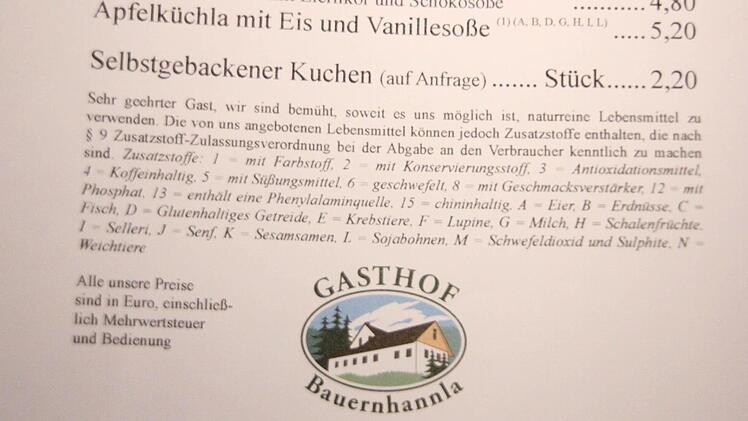 und Schokosoße ........... 4,80
Apfelküchla mit Eis und Vanillesoße (1) (A, B, D, G, H, I, L) ..... 5,20
Selbstgebackener Kuchen (auf Anfrage) ....... Stück...... 2,20
Sehr geehrter Gast, wir sind bemüht, soweit es uns möglich ist, naturreine Lebensmittel zu
verwenden. Die von uns angebotenen Lebensmittel können jedoch Zusatzstoffe enthalten, die nach
§ 9 Zusatzstoff-Zulassungsverordnung bei der Abgabe an den Verbraucher kenntlich zu machen
sind. Zusatzstoffe: 1 = mit Farbstoff, 2 = mit Konservierungsstoff, 3 = Antioxidationsmittel,
4 = Koffeinhaltig, 5 = mit Süßungsmittel, 6 = geschwefelt, 8 = mit Geschmacksverstärker, 12 = mit
Phosphat, 13 = enthält eine Phenylalaminquelle, 15 = chininhaltig. A = Eier, B = Erdnüsse, C =
Fisch, D = Glutenhaltiges Getreide, E = Krebstiere, F = Lupine, G = Milch, H = Schalenfrüchte,
I = Selleri, J = Senf, K = Sesamsamen, L = Sojabohnen, M = Schwefeldioxid und Sulphite, N =
Weichtiere
Alle unsere Preise
sind in Euro, einschließ-
lich Mehrwertsteuer
und Bedienung
GASTHOF
Bauernhannla